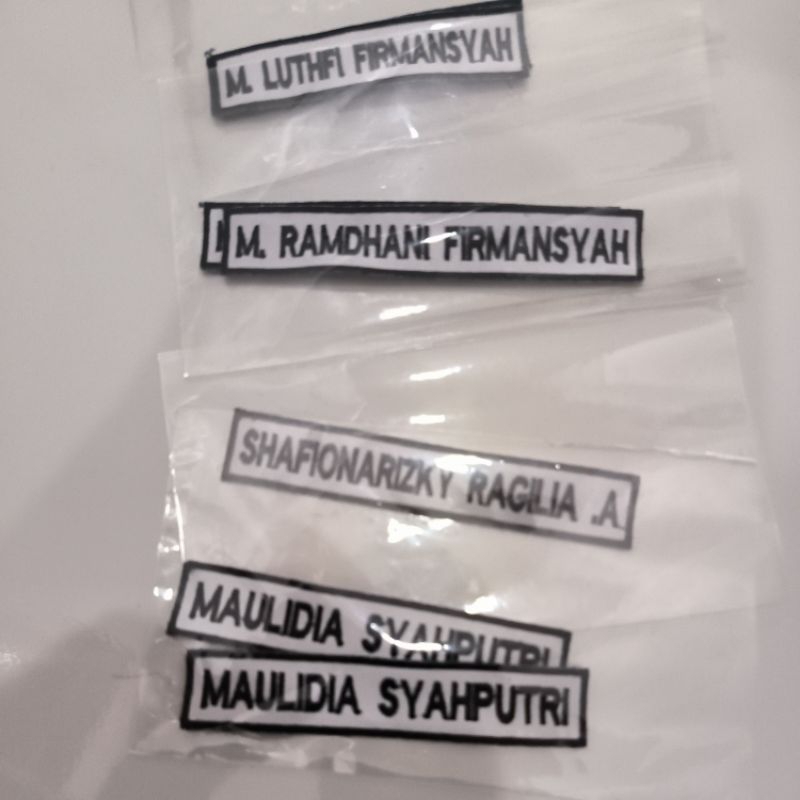 M. LUTHFI FIRMANSYAH
M. RAMDHANI FIRMANSYAH
SHAFIONARIZKY RAGILIA .A
MAULIDIA SYAHPUTRI
MAULIDIA SYAHPUTRI